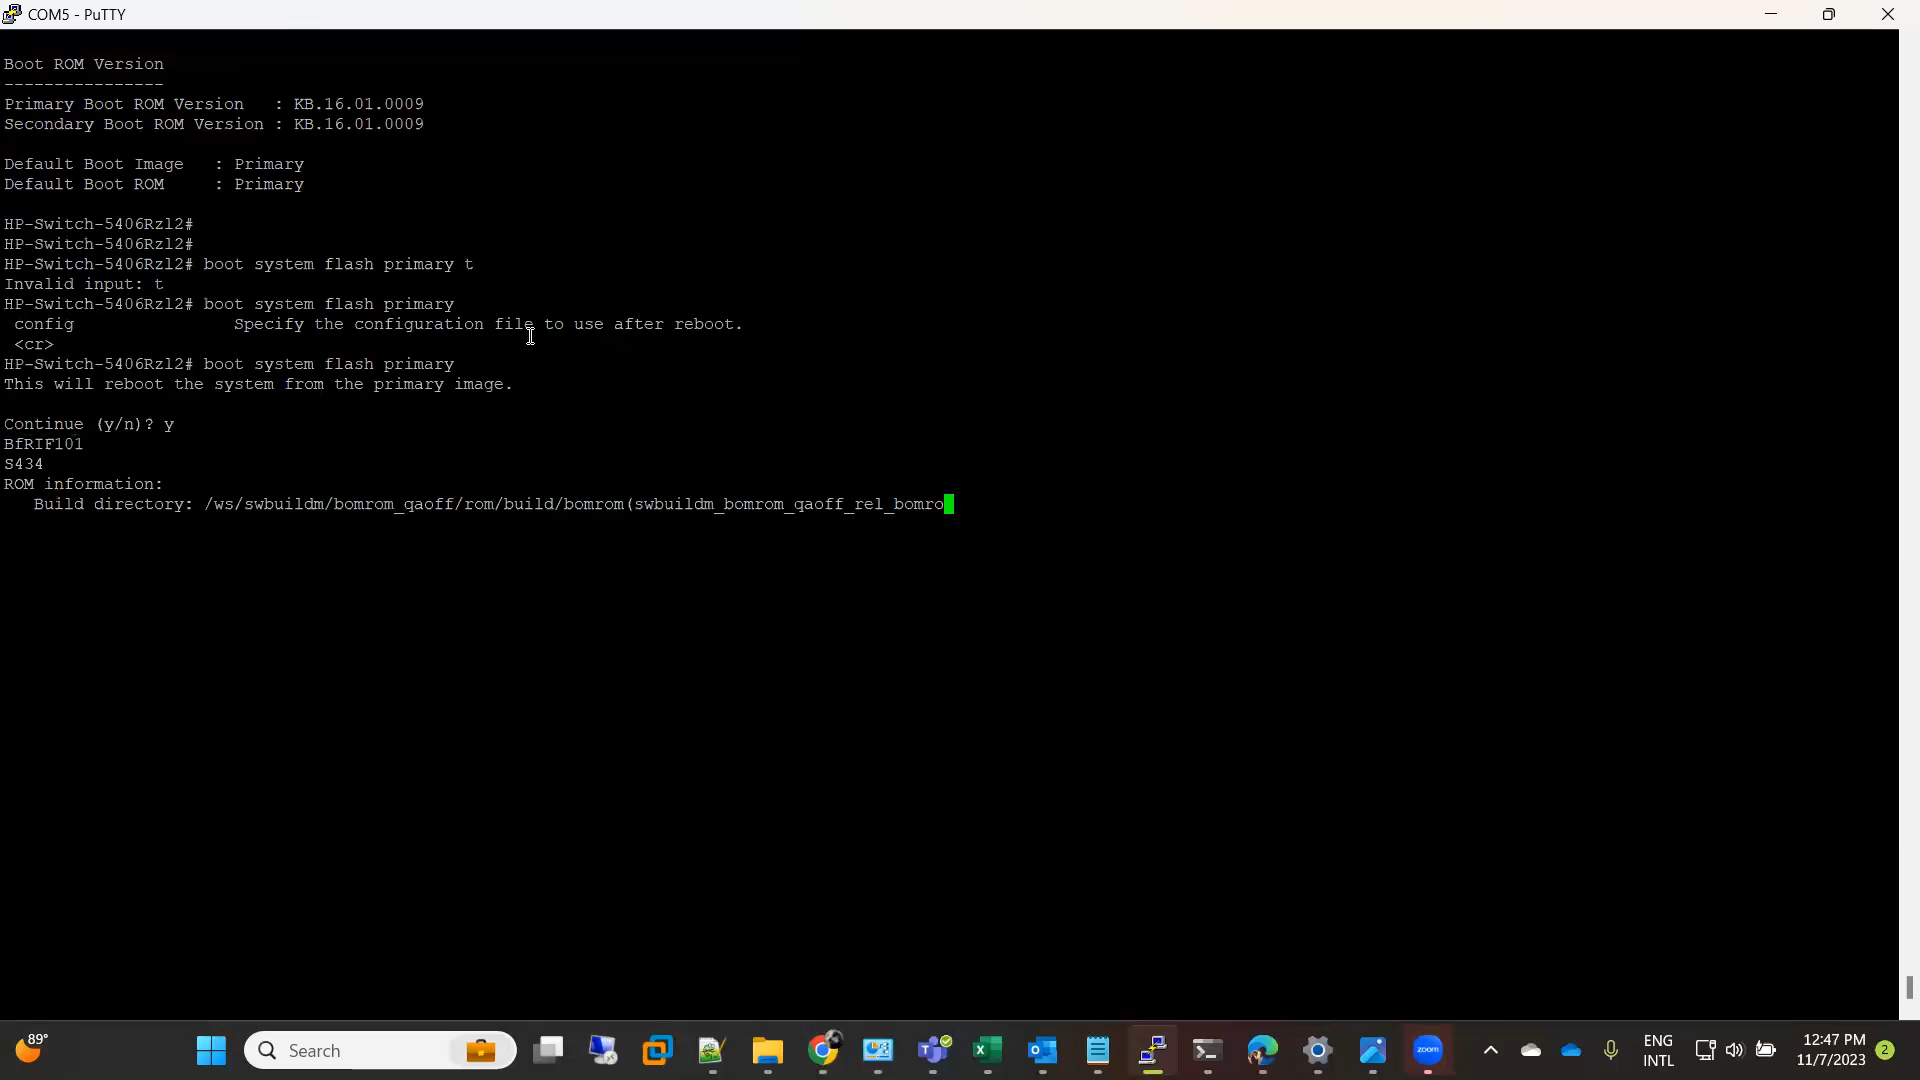 COM5 - PuTTY
Boot ROM Version
----------------
Primary Boot ROM Version   : KB.16.01.0009
Secondary Boot ROM Version : KB.16.01.0009
Default Boot Image   : Primary
Default Boot ROM     : Primary
HP-Switch-5406Rzl2#
HP-Switch-5406Rzl2#
HP-Switch-5406Rzl2# boot system flash primary t
Invalid input: t
HP-Switch-5406Rzl2# boot system flash primary
config                Specify the configuration file to use after reboot.
<cr>
HP-Switch-5406Rzl2# boot system flash primary
This will reboot the system from the primary image.
Continue (y/n)? y
BfRIF101
S434
ROM information:
Build directory: /ws/swbuildm/bomrom_qaoff/rom/build/bomrom(swbuildm_bomrom_qaoff_rel_bomro
89°
Search
zoom
ENG
INTL
12:47 PM
11/7/2023
2